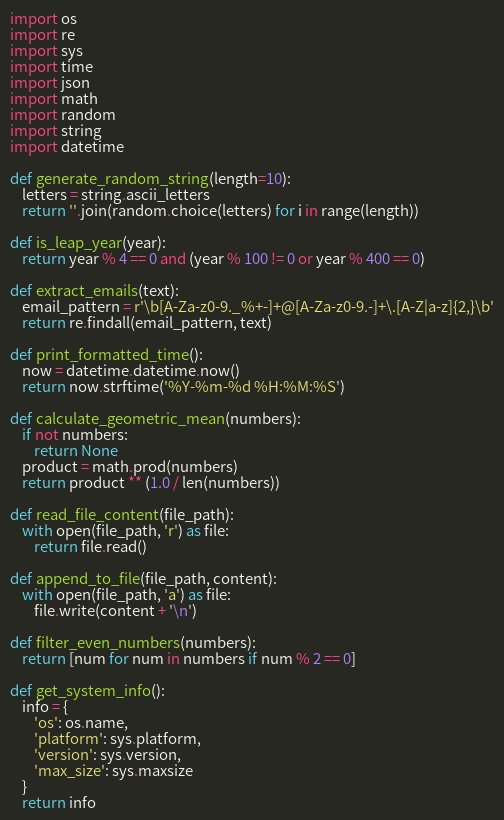 import os
import re
import sys
import time
import json
import math
import random
import string
import datetime

def generate_random_string(length=10):
    letters = string.ascii_letters
    return ''.join(random.choice(letters) for i in range(length))

def is_leap_year(year):
    return year % 4 == 0 and (year % 100 != 0 or year % 400 == 0)

def extract_emails(text):
    email_pattern = r'\b[A-Za-z0-9._%+-]+@[A-Za-z0-9.-]+\.[A-Z|a-z]{2,}\b'
    return re.findall(email_pattern, text)

def print_formatted_time():
    now = datetime.datetime.now()
    return now.strftime('%Y-%m-%d %H:%M:%S')

def calculate_geometric_mean(numbers):
    if not numbers:
        return None
    product = math.prod(numbers)
    return product ** (1.0 / len(numbers))

def read_file_content(file_path):
    with open(file_path, 'r') as file:
        return file.read()

def append_to_file(file_path, content):
    with open(file_path, 'a') as file:
        file.write(content + '\n')

def filter_even_numbers(numbers):
    return [num for num in numbers if num % 2 == 0]

def get_system_info():
    info = {
        'os': os.name,
        'platform': sys.platform,
        'version': sys.version,
        'max_size': sys.maxsize
    }
    return info